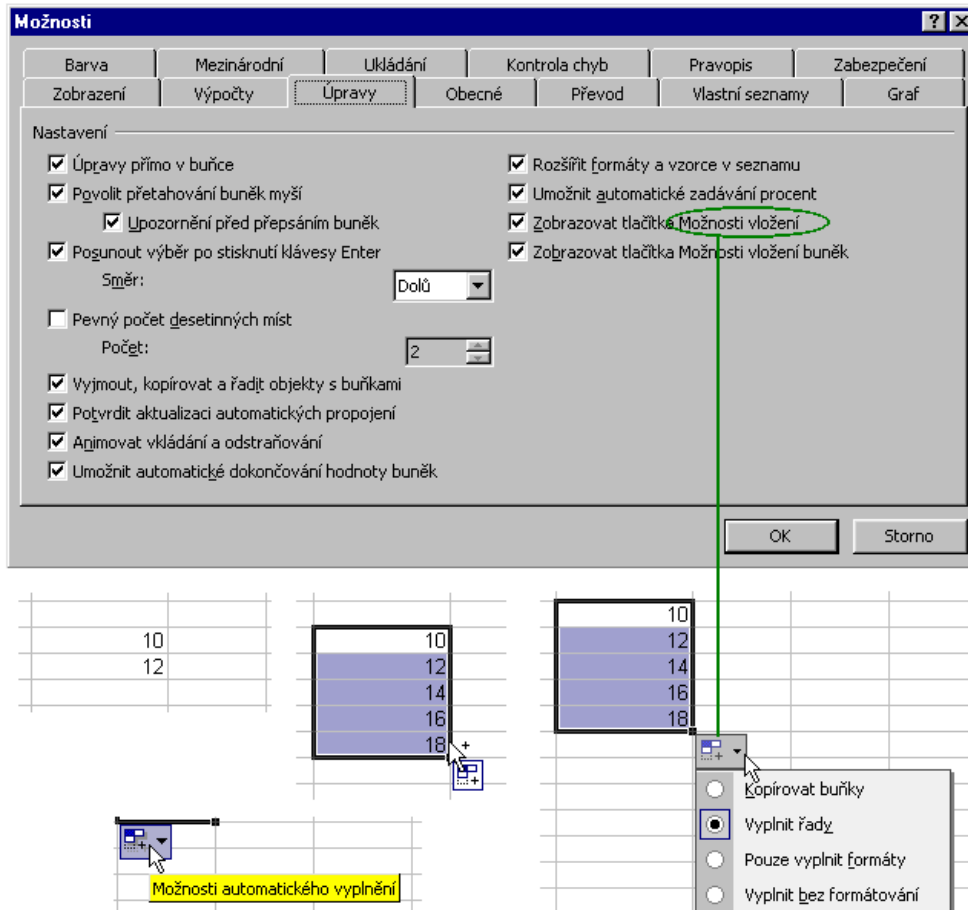 Možnosti
Barva Mezinárodní Ukládání Kontrola chyb Pravopis Zabezpečení
Zobrazení Výpočty Úpravy Obecné Převod Vlastní seznamy Graf
Nastavení
Úpravy přímo v buňce
Povolit přetahování buněk myší
Upozornění před přepsáním buněk
Posunout výběr po stisknutí klávesy Enter
Směr: Dolů
Pevný počet desetinných míst
Počet: 2
Vyjmout, kopírovat a řadit objekty s buňkami
Potvrdit aktualizaci automatických propojení
Animovat vkládání a odstraňování
Umožnit automatické dokončování hodnoty buněk
Rozšířit formáty a vzorce v seznamu
Umožnit automatické zadávání procent
Zobrazovat tlačítka Možnosti vložení
Zobrazovat tlačítka Možnosti vložení buněk
OK Storno
10
12
10
12
14
16
18
10
12
14
16
18
Možnosti automatického vyplnění
Kopírovat buňky
Vyplnit řady
Pouze vyplnit formáty
Vyplnit bez formátování